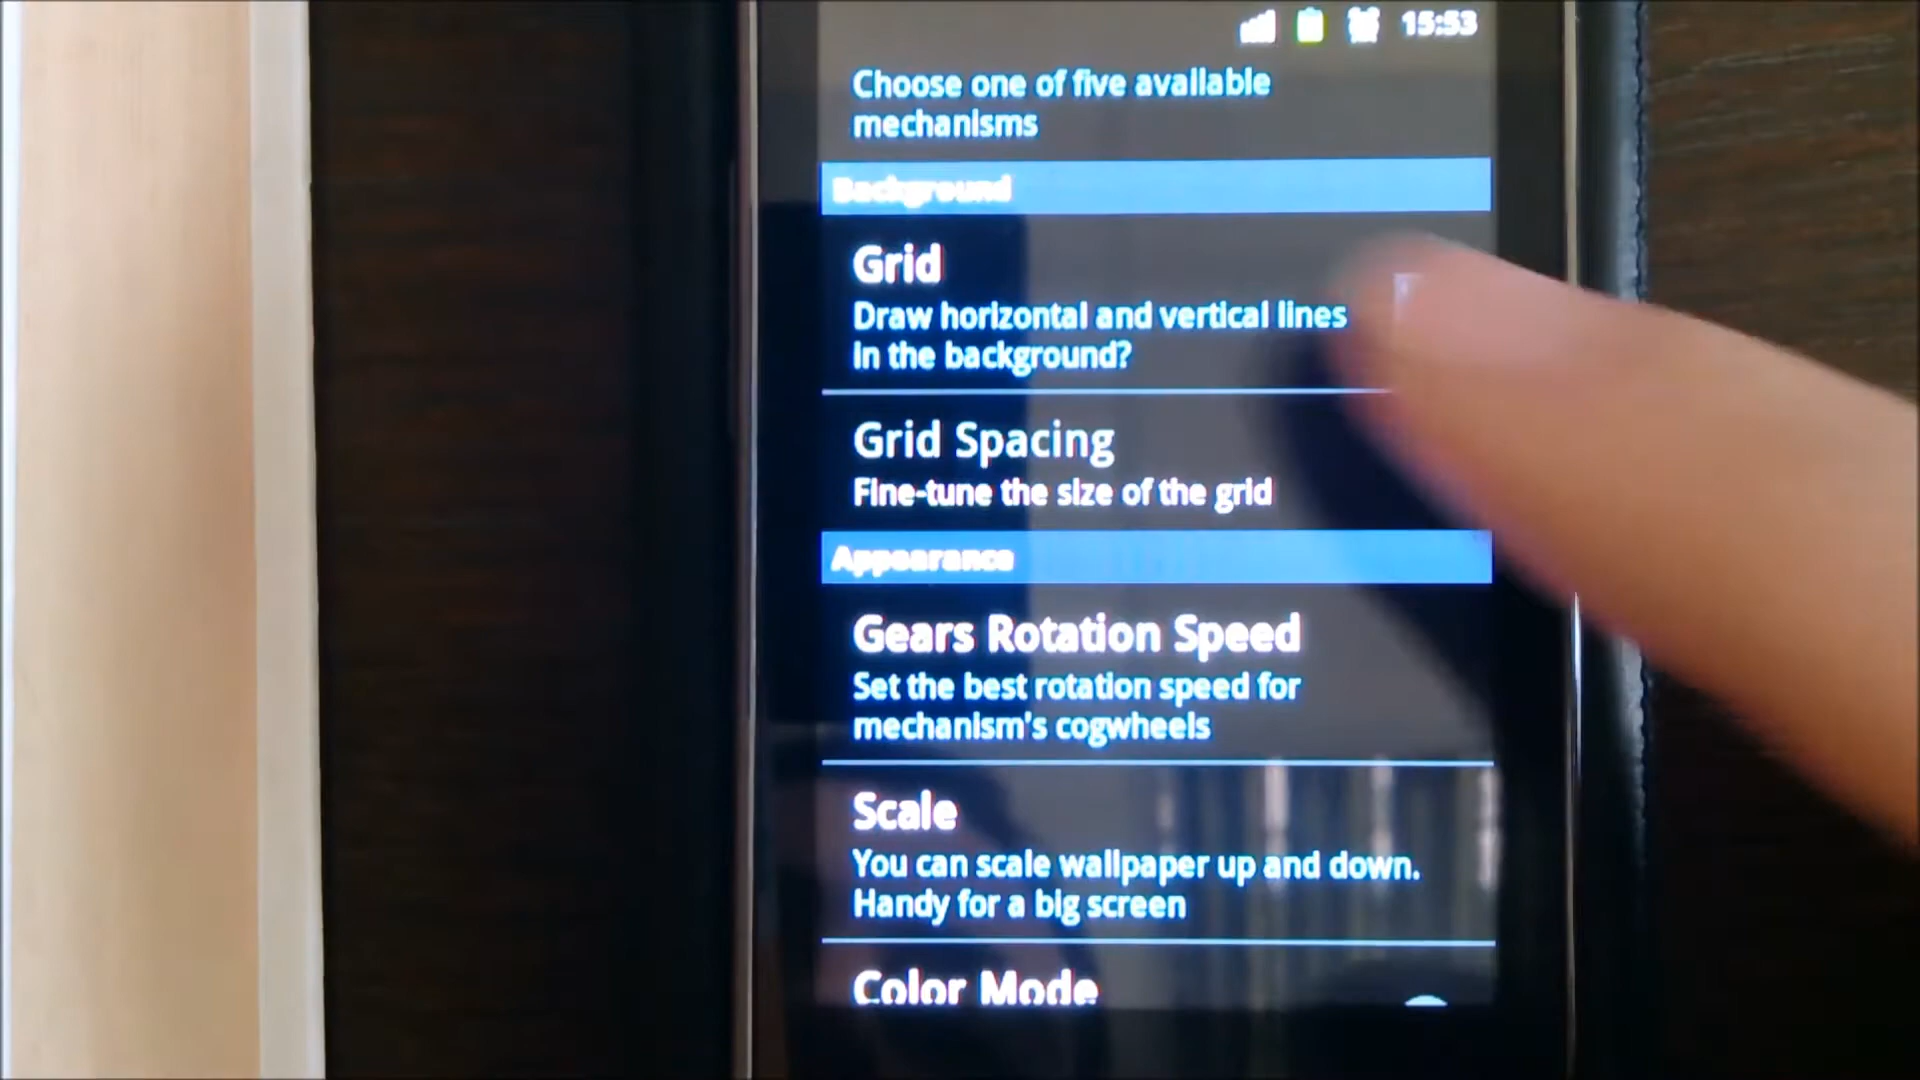 15:53
Choose one of five available
mechanisms
Background
Grid
Draw horizontal and vertical lines
in the background?
Grid Spacing
Fine-tune the size of the grid
Appearance
Gears Rotation Speed
Set the best rotation speed for
mechanism's cogwheels
Scale
You can scale wallpaper up and down.
Handy for a big screen
Color Mode